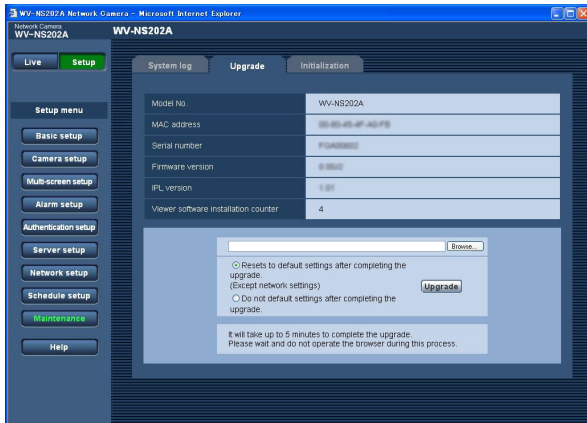 WV-NS202A Network Camera - Microsoft Internet Explorer
Network Camera
WV-NS202A
WV-NS202A
Live
Setup
System log
Upgrade
Initialization
Setup menu
Basic setup
Camera setup
Multi-screen setup
Alarm setup
Authentication setup
Server setup
Network setup
Schedule setup
Maintenance
Help
Model No. WV-NS202A
MAC address
Serial number
Firmware version
IPL version
Viewer software installation counter 4
Browse...
Resets to default settings after completing the
upgrade.
(Except network settings)
Upgrade
Do not default settings after completing the
upgrade.
It will take up to 5 minutes to complete the upgrade.
Please wait and do not operate the browser during this process.